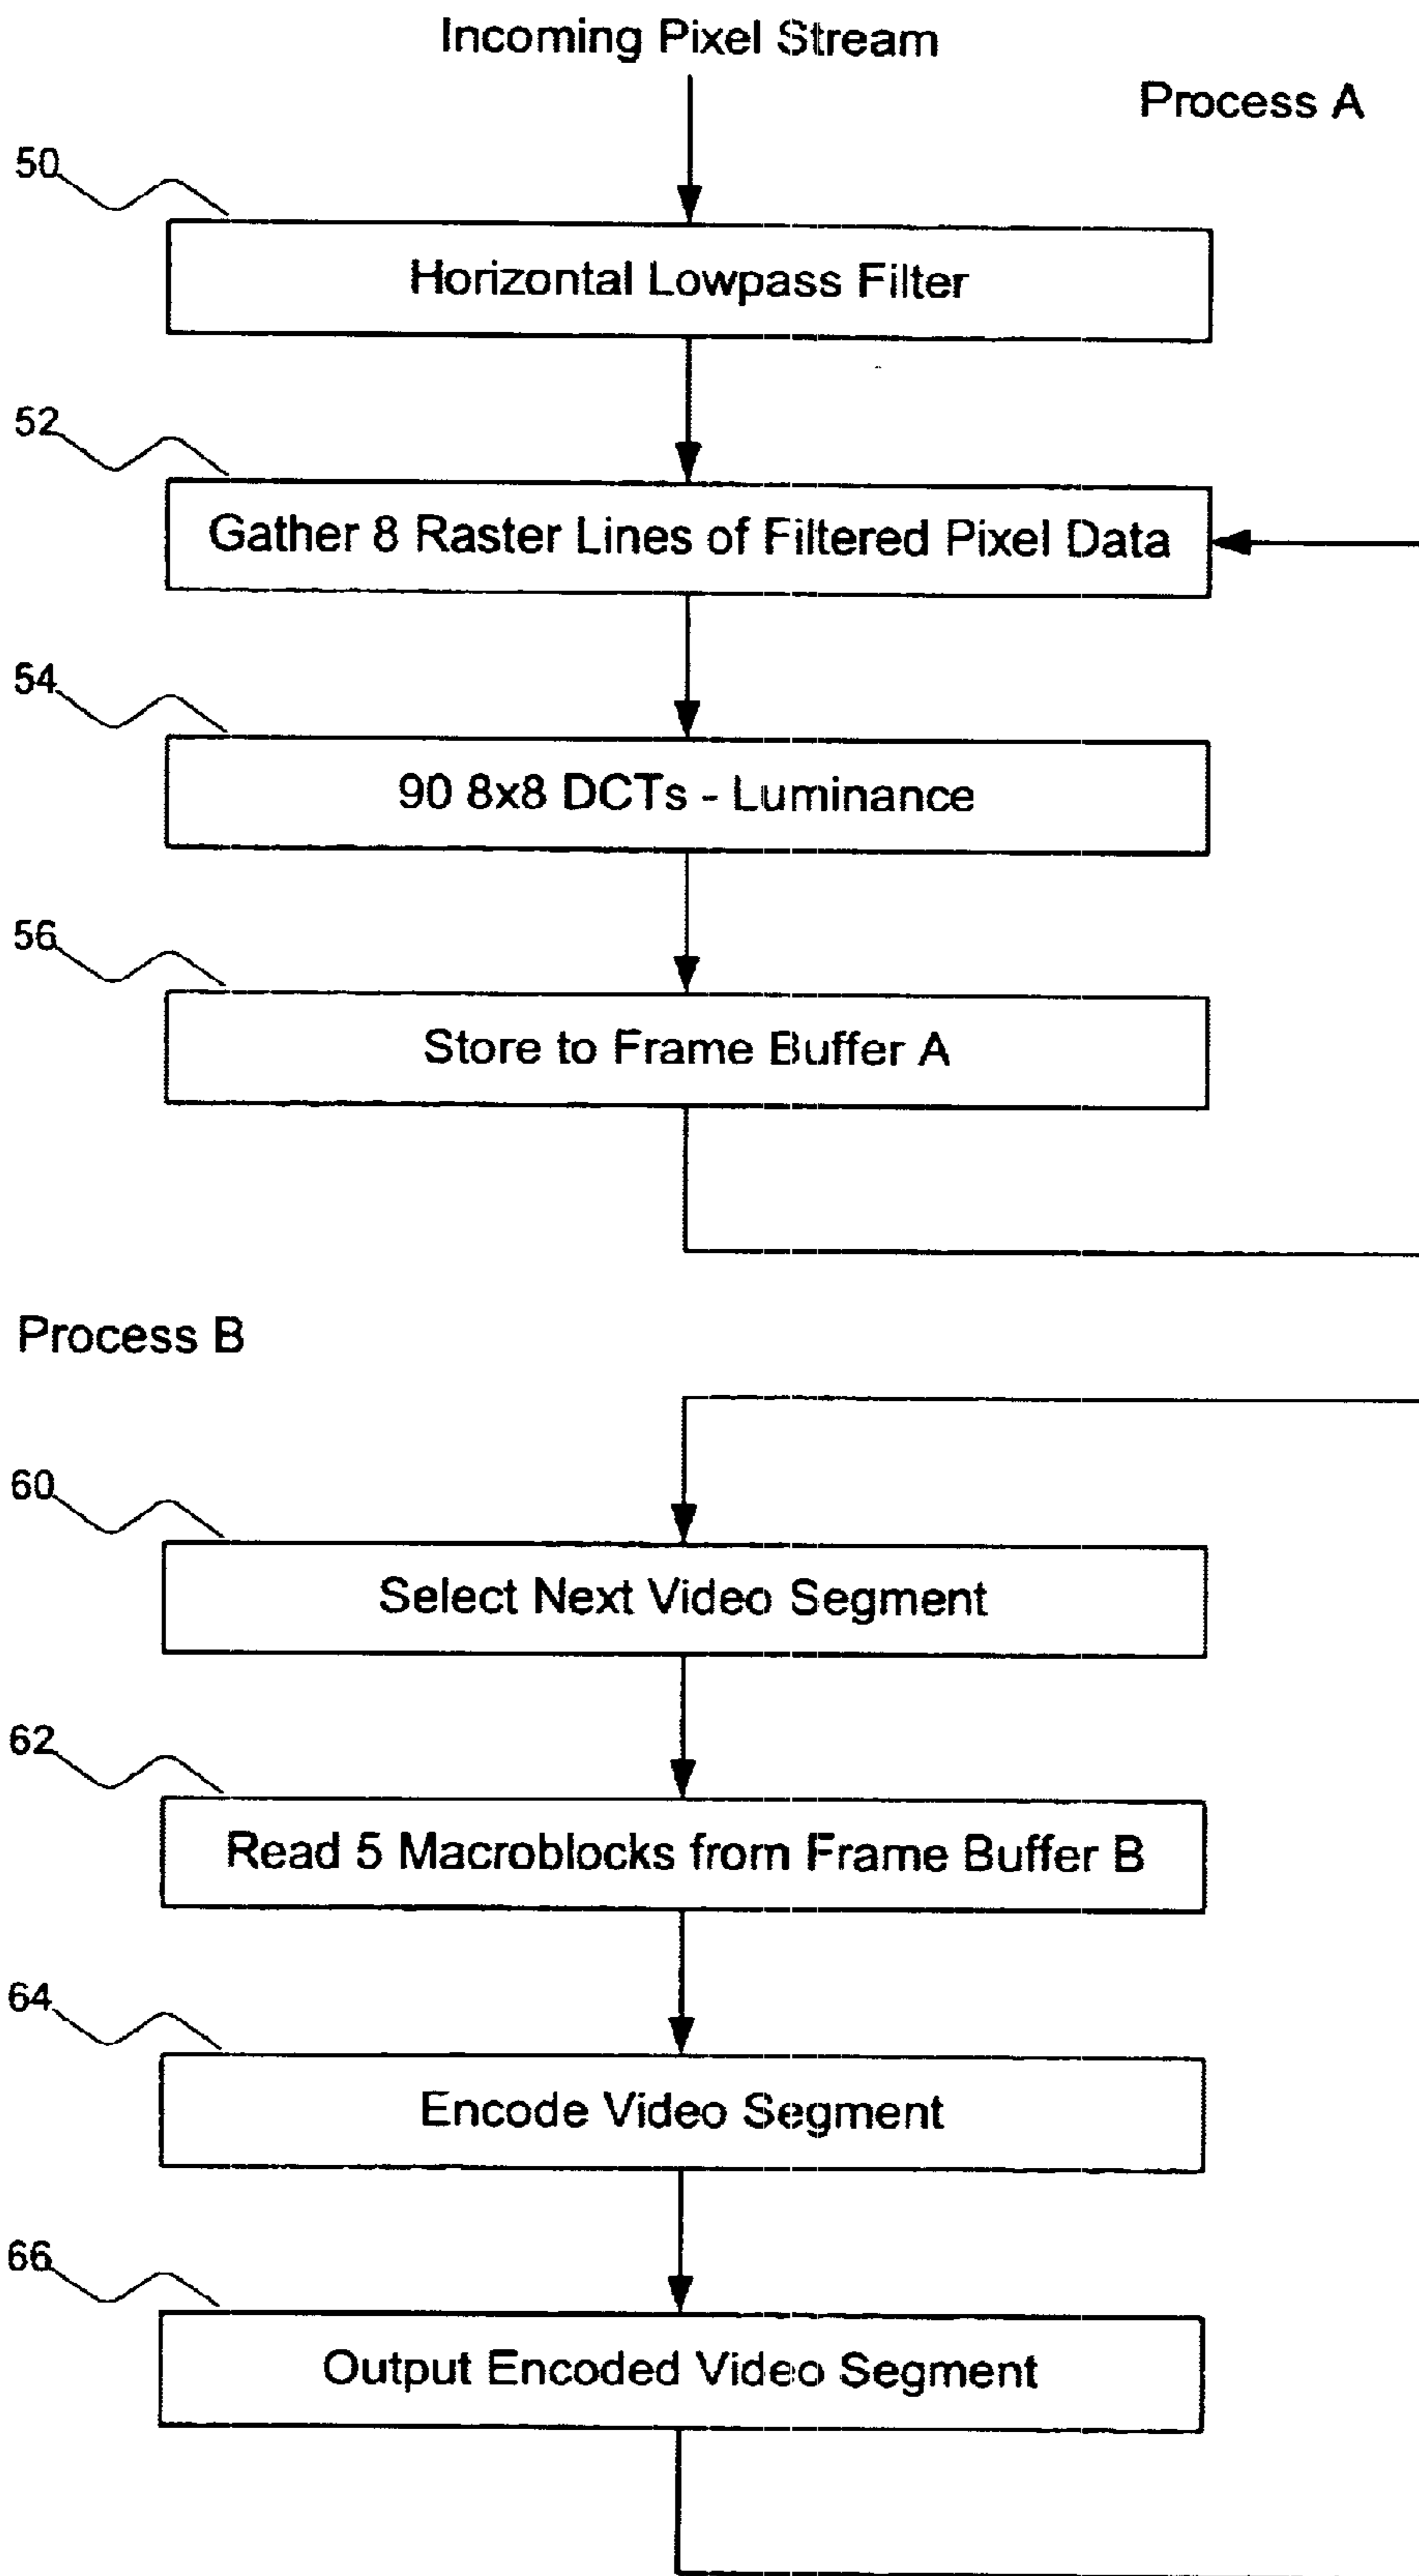 Incoming Pixel Stream
Process A
50
Horizontal Lowpass Filter
52
Gather 8 Raster Lines of Filtered Pixel Data
54
90 8x8 DCTs - Luminance
56
Store to Frame Buffer A
Process B
60
Select Next Video Segment
62
Read 5 Macroblocks from Frame Buffer B
64
Encode Video Segment
66
Output Encoded Video Segment